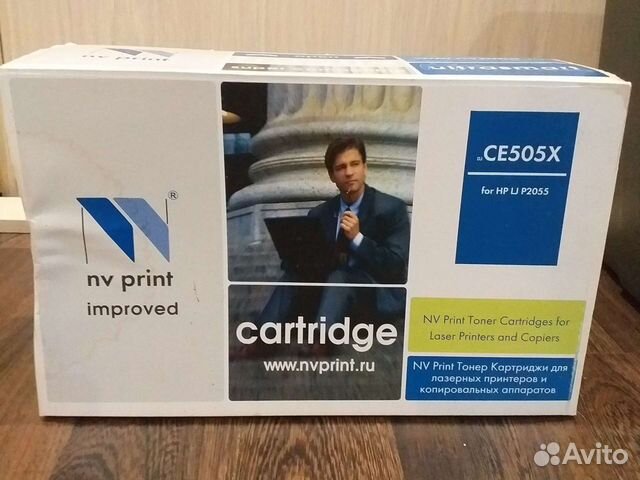 ®
nv print
improved
cartridge
www.nvprint.ru
CE505X
for HP LJ P2055
NV Print Toner Cartridges for
Laser Printers and Copiers
NV Print Тонер Картриджи для
лазерных принтеров и
копировальных аппаратов
Avito